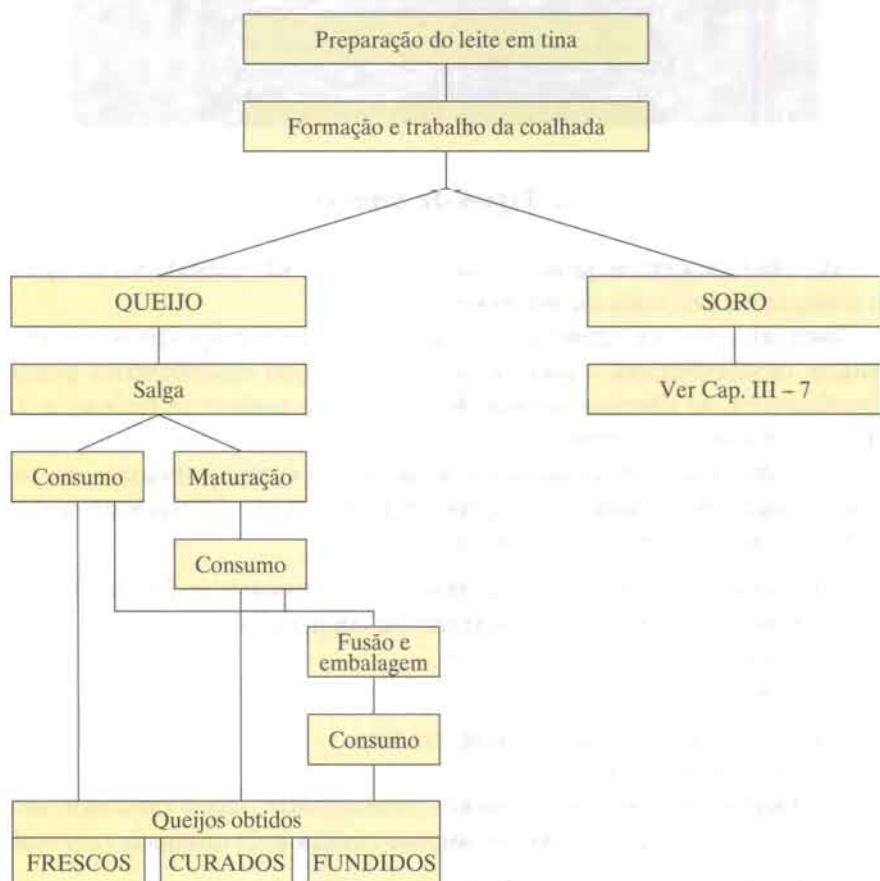 Preparação do leite em tina
Formação e trabalho da coalhada
QUEIJO
SORO
Salga
Ver Cap. III – 7
Consumo
Maturação
Consumo
Fusão e
embalagem
Consumo
Queijos obtidos
FRESCOS
CURADOS
FUNDIDOS